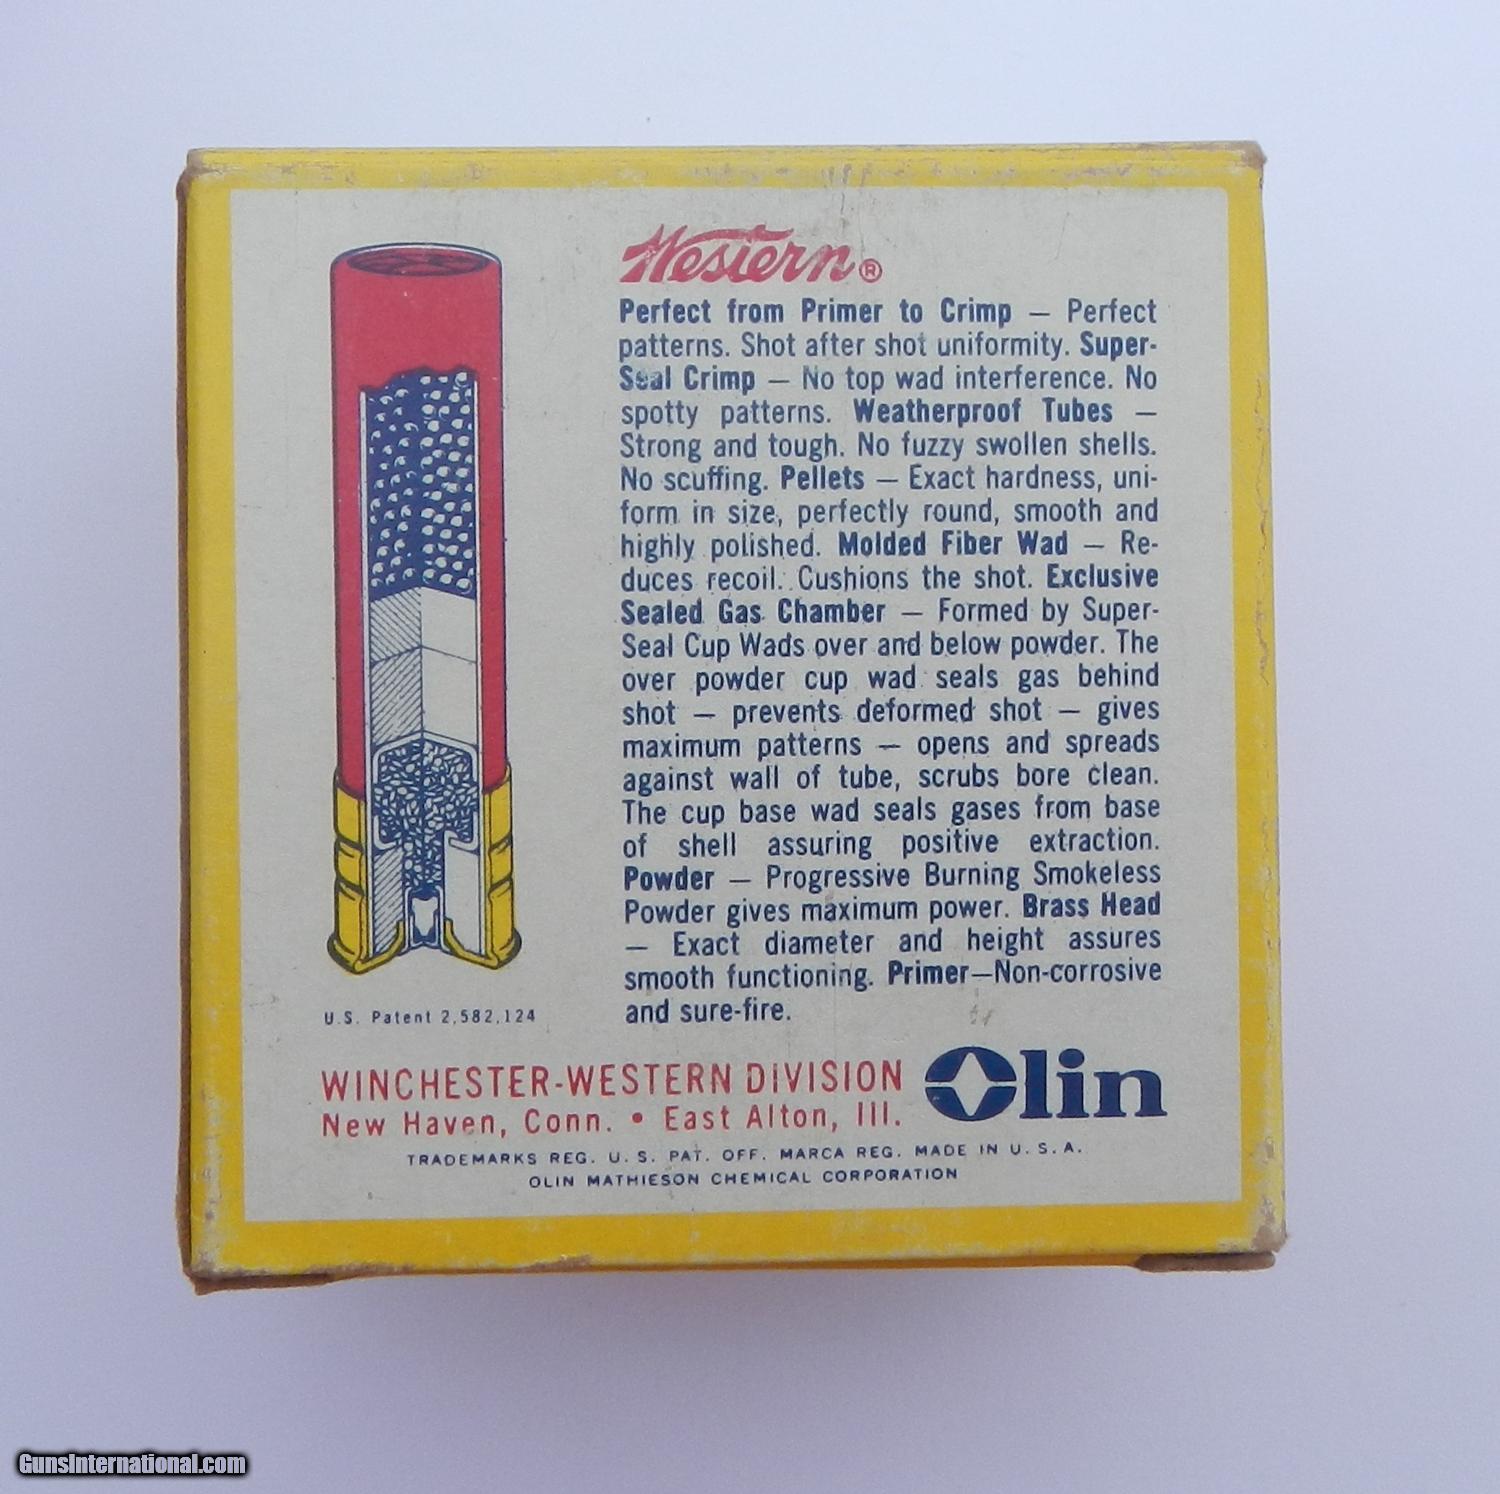 Western®
Perfect from Primer to Crimp — Perfect
patterns. Shot after shot uniformity. Super-
Seal Crimp — No top wad interference. No
spotty patterns. Weatherproof Tubes —
Strong and tough. No fuzzy swollen shells.
No scuffing. Pellets — Exact hardness, uni-
form in size, perfectly round, smooth and
highly polished. Molded Fiber Wad — Re-
duces recoil. Cushions the shot. Exclusive
Sealed Gas Chamber — Formed by Super-
Seal Cup Wads over and below powder. The
over powder cup wad seals gas behind
shot — prevents deformed shot — gives
maximum patterns — opens and spreads
against wall of tube, scrubs bore clean.
The cup base wad seals gases from base
of shell assuring positive extraction.
Powder — Progressive Burning Smokeless
Powder gives maximum power. Brass Head
— Exact diameter and height assures
smooth functioning. Primer—Non-corrosive
and sure-fire.
U.S. Patent 2,582,124
WINCHESTER-WESTERN DIVISION
New Haven, Conn. • East Alton, Ill.
Olin
TRADEMARKS REG. U. S. PAT. OFF. MARCA REG. MADE IN U. S. A.
OLIN MATHIESON CHEMICAL CORPORATION
GunsInternational.com